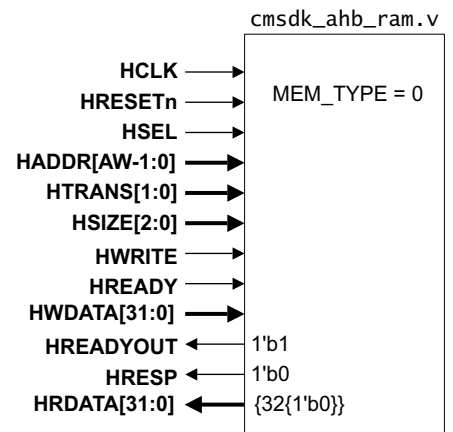 cmsdk_ahb_ram.v
HCLK
MEM_TYPE = 0
HRESETn
HSEL
HADDR[AW-1:0]
HTRANS[1:0]
HSIZE[2:0]
HWRITE
HREADY
HWDATA[31:0]
HREADYOUT 1'b1
HRESP 1'b0
HRDATA[31:0] {32{1'b0}}